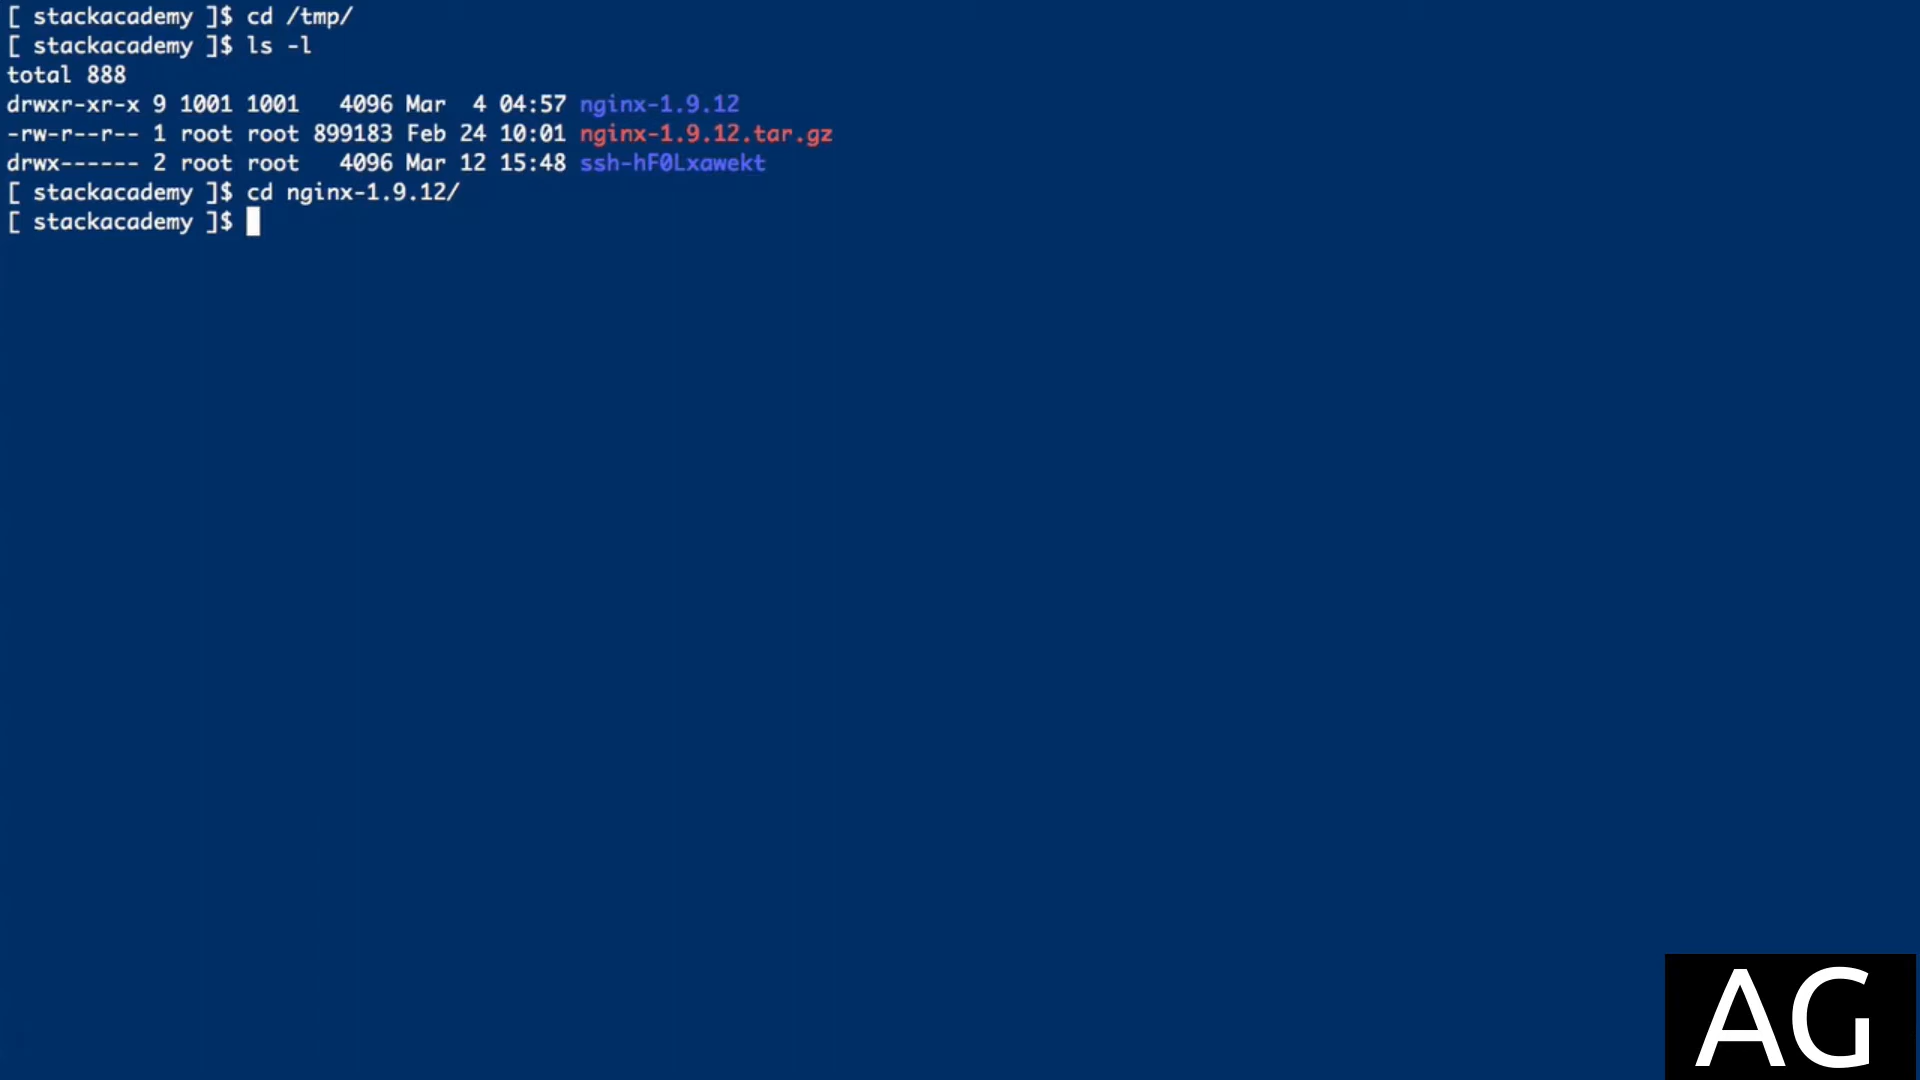 [ stackacademy ]$ cd /tmp/
[ stackacademy ]$ ls -l
total 888
drwxr-xr-x 9 1001 1001   4096 Mar  4 04:57 nginx-1.9.12
-rw-r--r-- 1 root root 899183 Feb 24 10:01 nginx-1.9.12.tar.gz
drwx------ 2 root root   4096 Mar 12 15:48 ssh-hF0Lxawekt
[ stackacademy ]$ cd nginx-1.9.12/
[ stackacademy ]$
AG